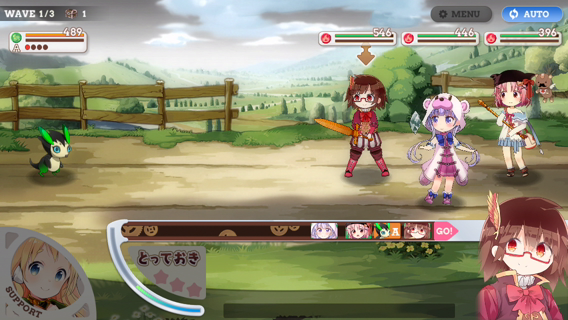 WAVE 1/3 1
MENU
AUTO
489
A
546
446
396
A
GO!
とっておき
SUPPORT